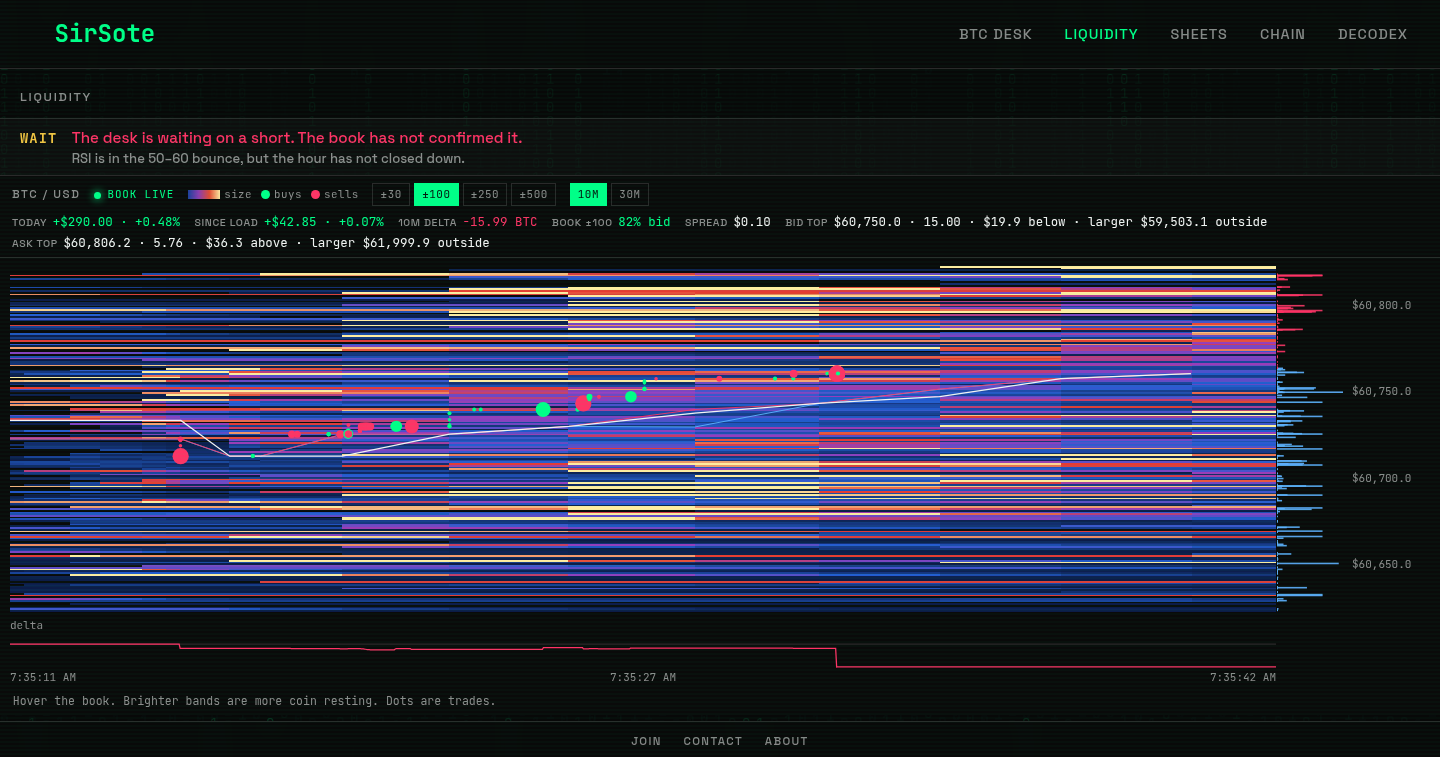 SirSote
BTC DESK LIQUIDITY SHEETS CHAIN DECODEX
LIQUIDITY
WAIT The desk is waiting on a short. The book has not confirmed it.
RSI is in the 50–60 bounce, but the hour has not closed down.
BTC / USD BOOK LIVE size buys sells ±30 ±100 ±250 ±500 10M 30M
TODAY +$290.00 · +0.48% SINCE LOAD +$42.85 · +0.07% 10M DELTA -15.99 BTC BOOK ±100 82% bid SPREAD $0.10 BID TOP $60,750.0 · 15.00 · $19.9 below · larger $59,503.1 outside
ASK TOP $60,806.2 · 5.76 · $36.3 above · larger $61,999.9 outside
$60,800.0
$60,750.0
$60,700.0
$60,650.0
delta
7:35:11 AM 7:35:27 AM 7:35:42 AM
Hover the book. Brighter bands are more coin resting. Dots are trades.
JOIN CONTACT ABOUT